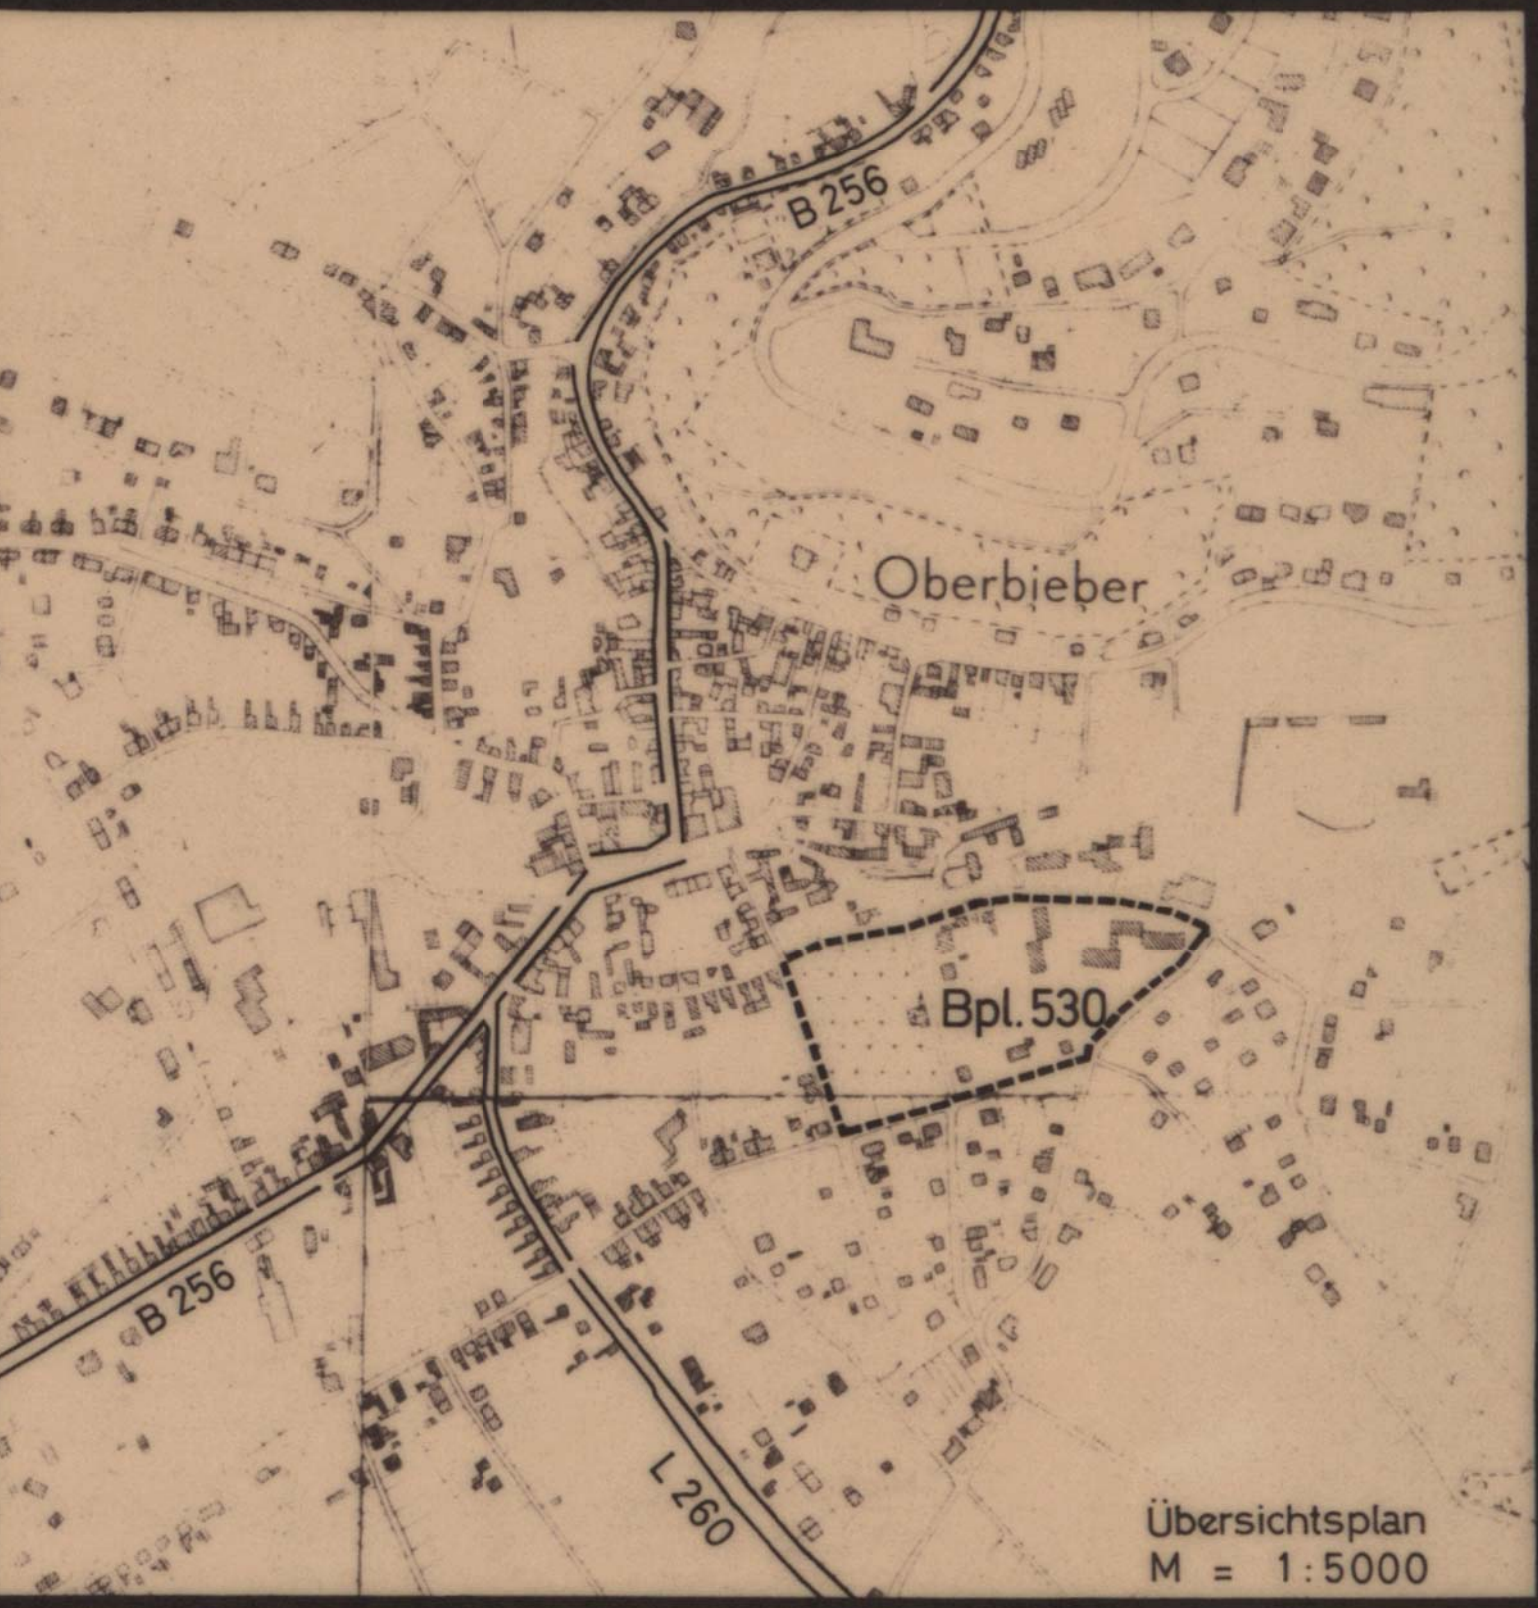 B 256
Oberbieber
Bpl. 530
B 256
L 260
Übersichtsplan
M = 1:5000